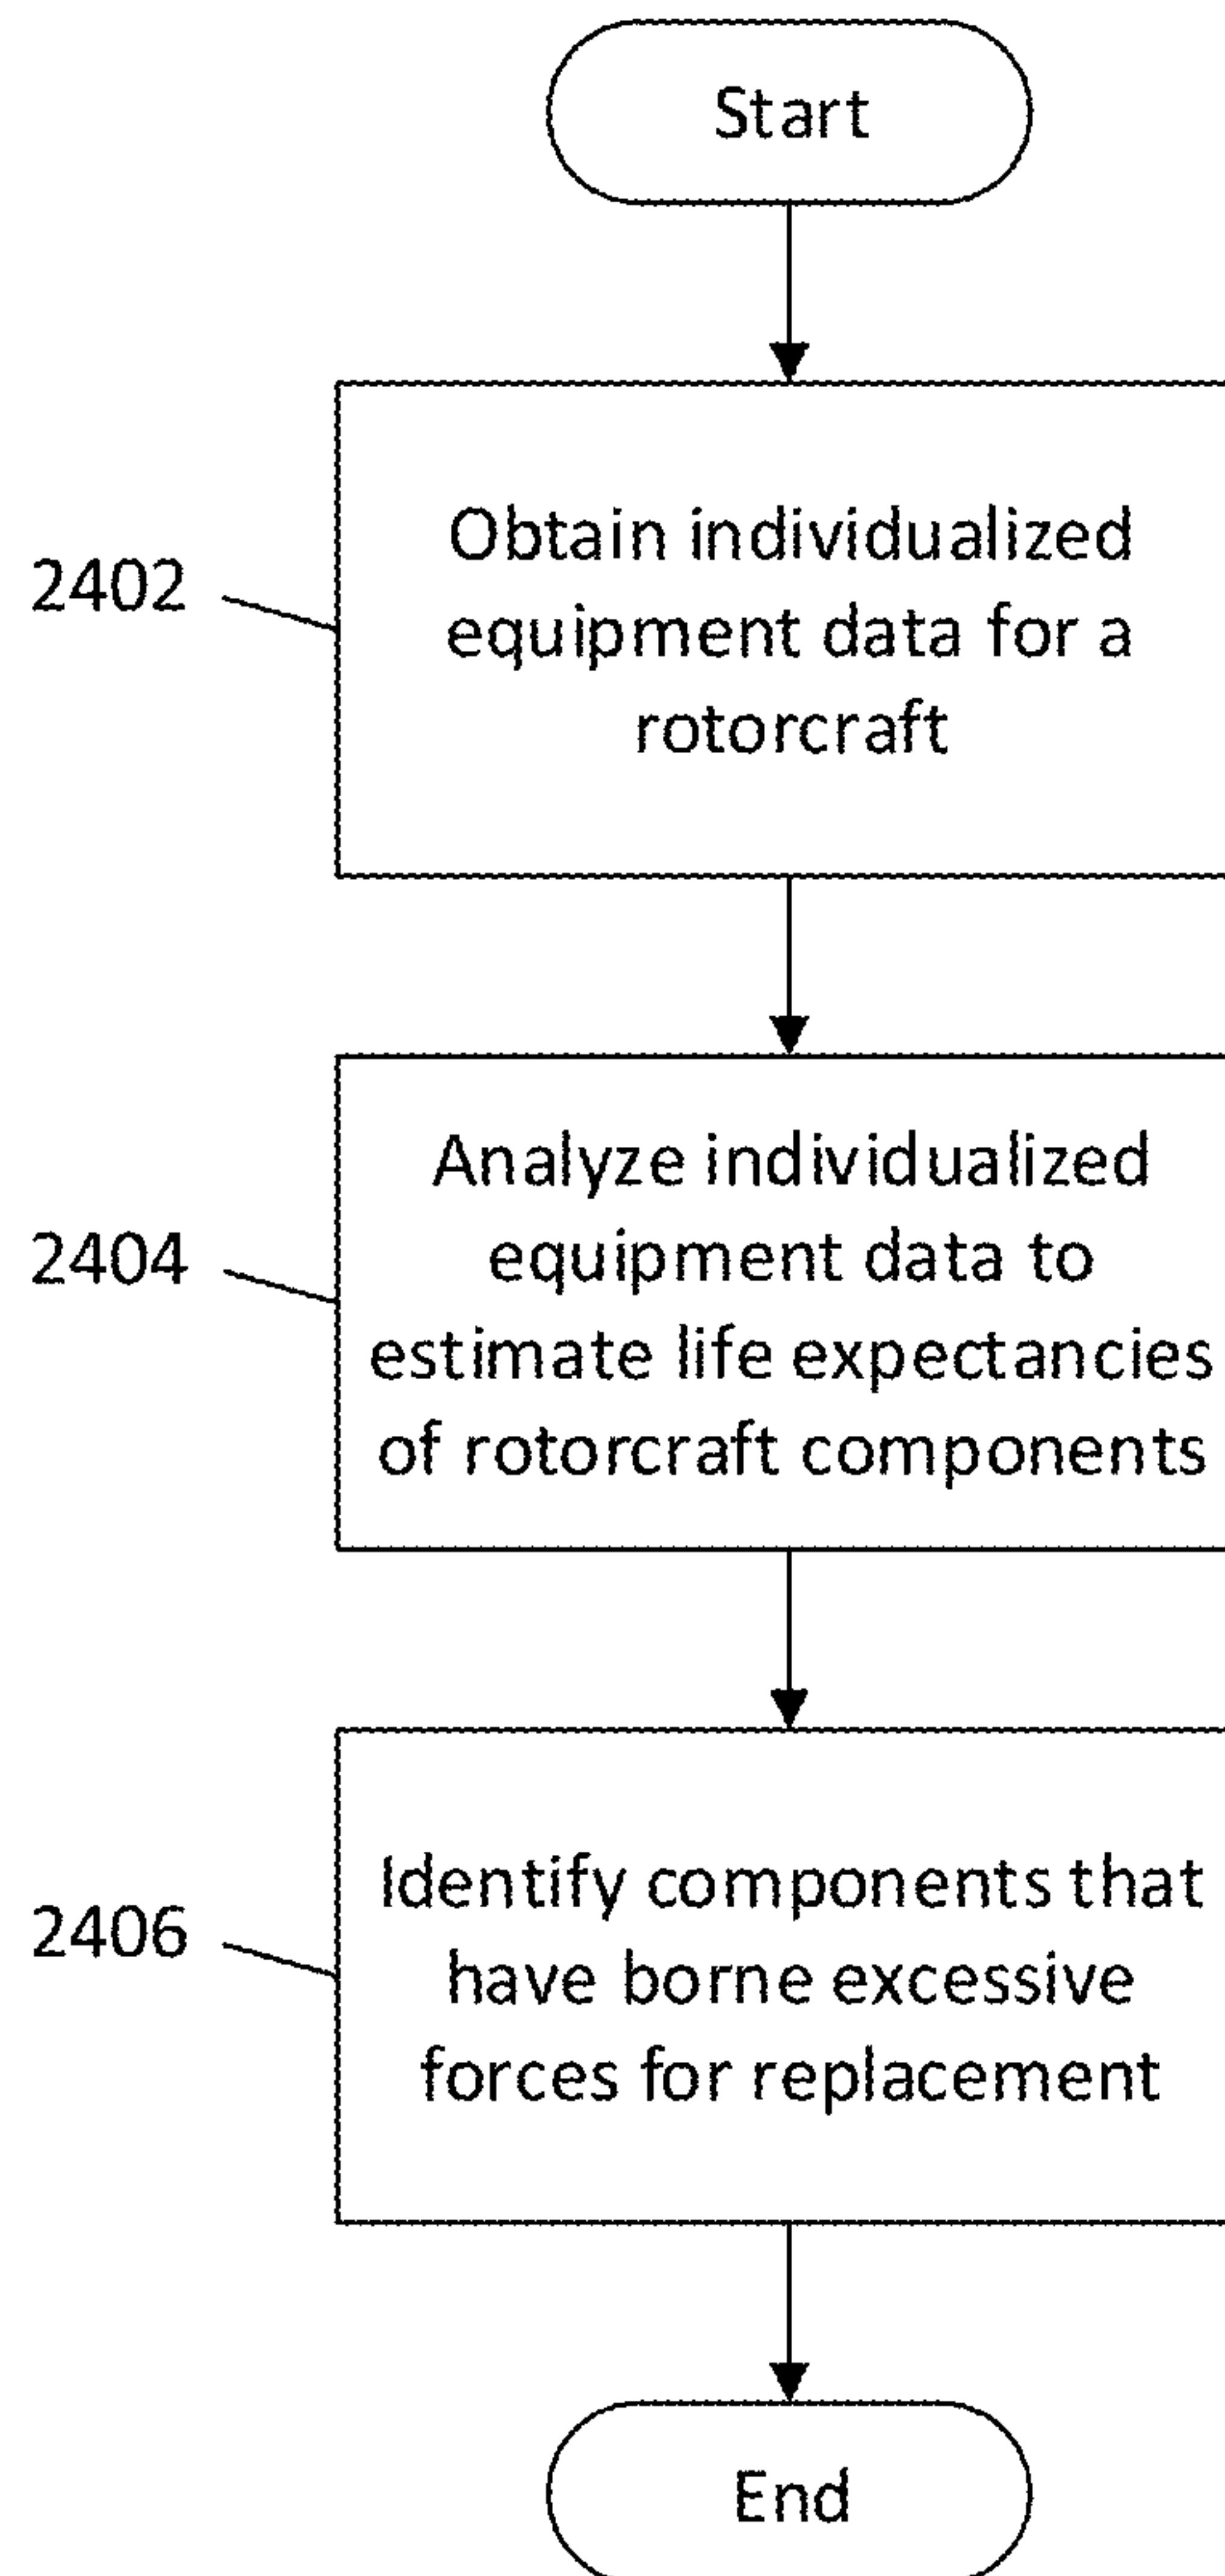 Start
2402
Obtain individualized
equipment data for a
rotorcraft
2404
Analyze individualized
equipment data to
estimate life expectancies
of rotorcraft components
2406
Identify components that
have borne excessive
forces for replacement
End